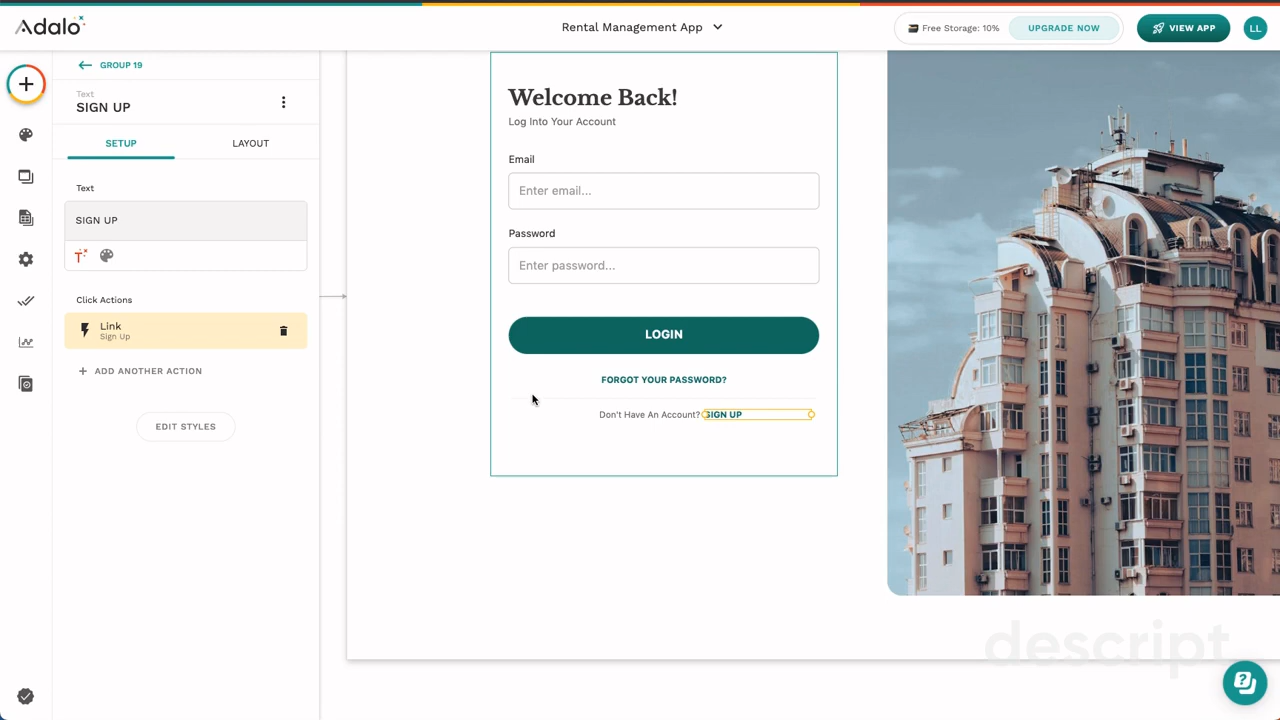 Adalo
Rental Management App
Free Storage: 10%
UPGRADE NOW
VIEW APP
LL
GROUP 19
Text
SIGN UP
SETUP
LAYOUT
Text
SIGN UP
Click Actions
Link
Sign Up
ADD ANOTHER ACTION
EDIT STYLES
Welcome Back!
Log Into Your Account
Email
Enter email...
Password
Enter password...
LOGIN
FORGOT YOUR PASSWORD?
Don't Have An Account? SIGN UP
descript